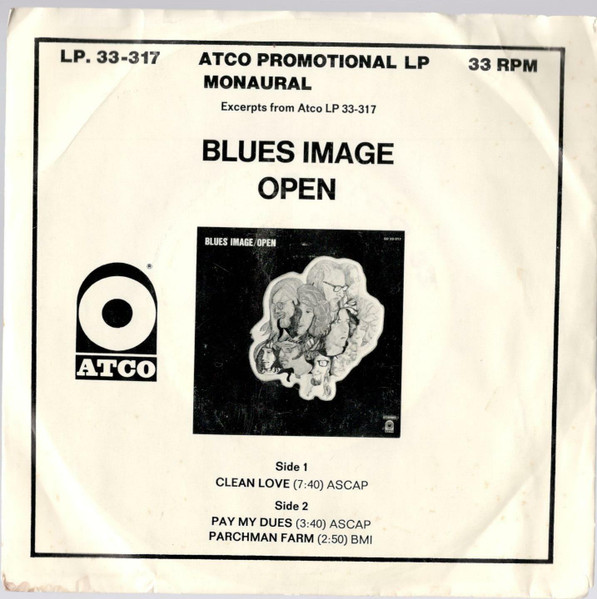 LP. 33-317 ATCO PROMOTIONAL LP 33 RPM
MONAURAL
Excerpts from Atco LP 33-317
BLUES IMAGE
OPEN
BLUES IMAGE/OPEN
®
ATCO
Side 1
CLEAN LOVE (7:40) ASCAP
Side 2
PAY MY DUES (3:40) ASCAP
PARCHMAN FARM (2:50) BMI